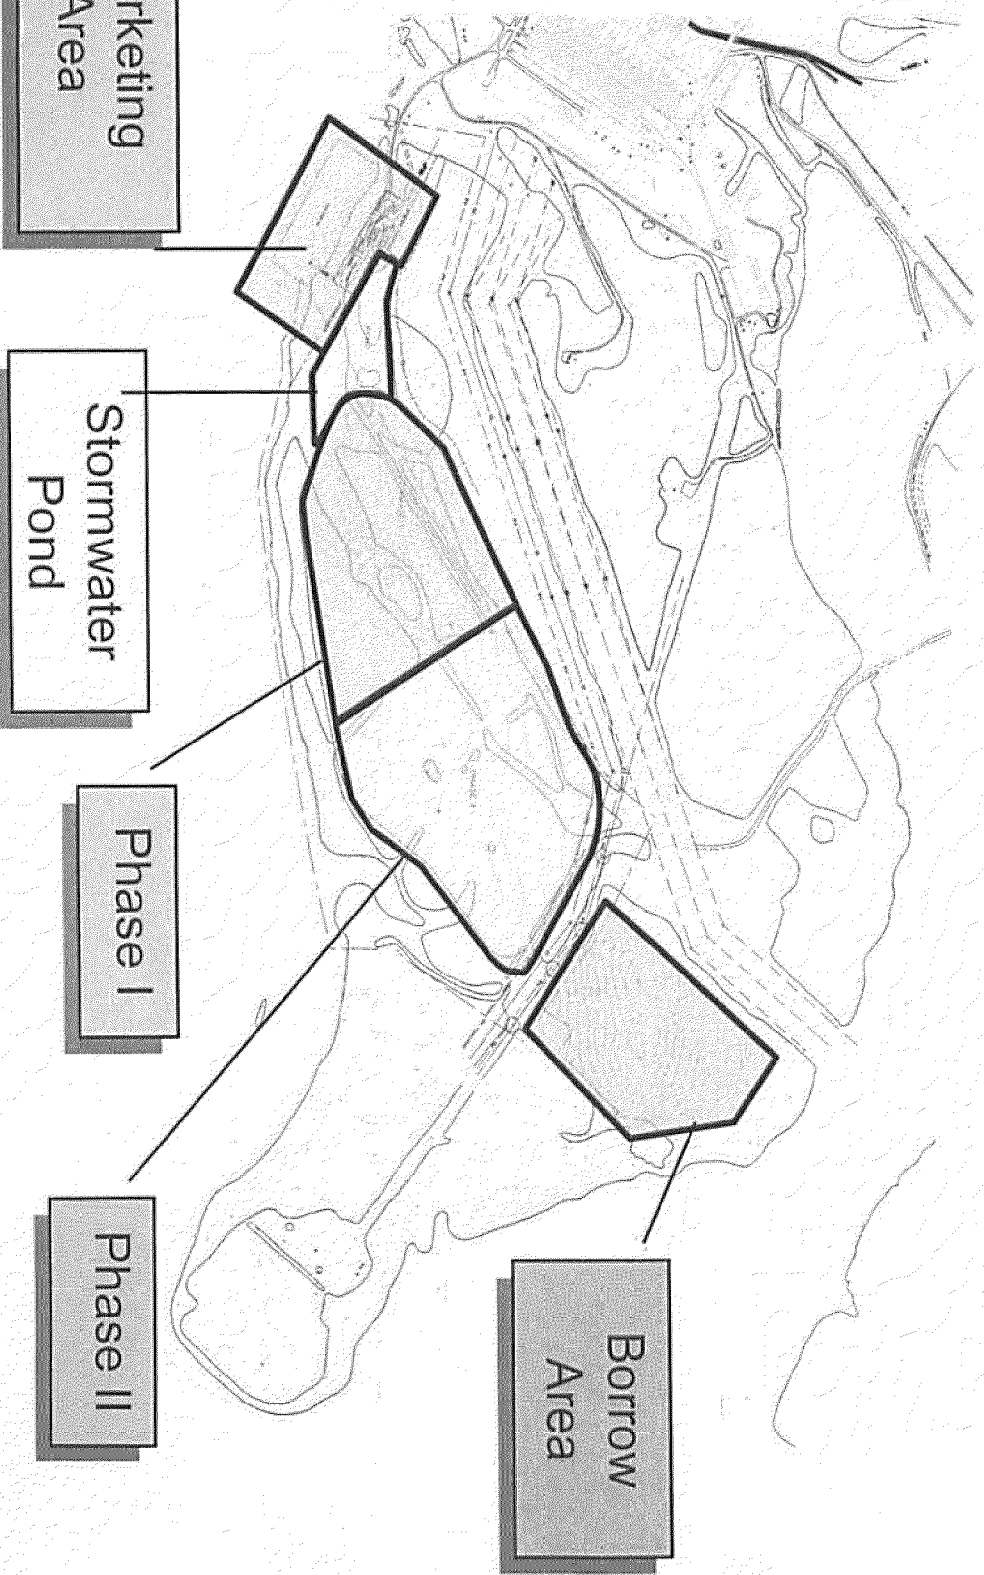 rketing
Area
Stormwater
Pond
Phase I
Phase II
Borrow
Area